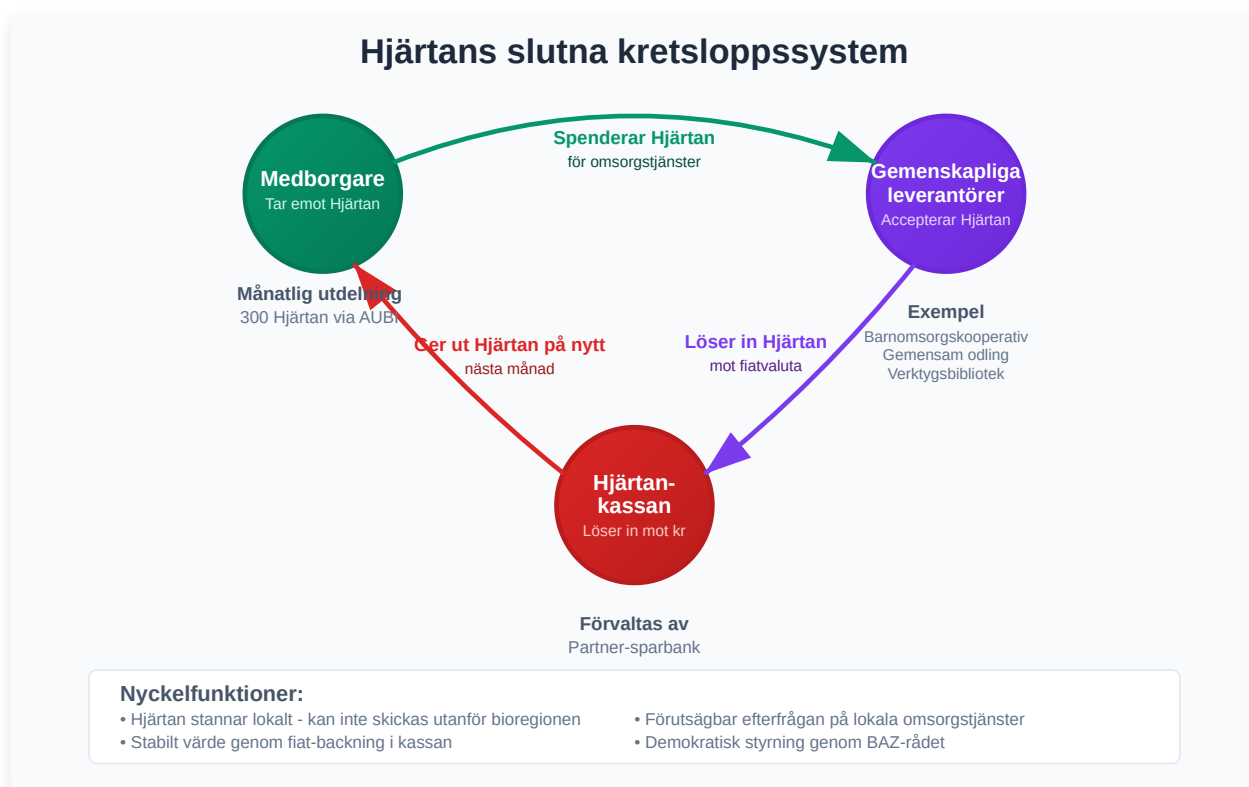 Hjärtans slutna kretsloppssystem
Spenderar Hjärtan
för omsorgstjänster
Medborgare
Tar emot Hjärtan
Gemenskapliga
leverantörer
Accepterar Hjärtan
Månatlig utdelning
300 Hjärtan via AUBI
Exempel
Barnomsorgskooperativ
Gemensam odling
Verktygsbibliotek
Ger ut Hjärtan på nytt
nästa månad
Löser in Hjärtan
mot fiatvaluta
Hjärtan-
kassan
Löser in mot kr
Förvaltas av
Partner-sparbank
Nyckelfunktioner:
• Hjärtan stannar lokalt - kan inte skickas utanför bioregionen
• Stabilt värde genom fiat-backning i kassan
• Förutsägbar efterfrågan på lokala omsorgstjänster
• Demokratisk styrning genom BAZ-rådet